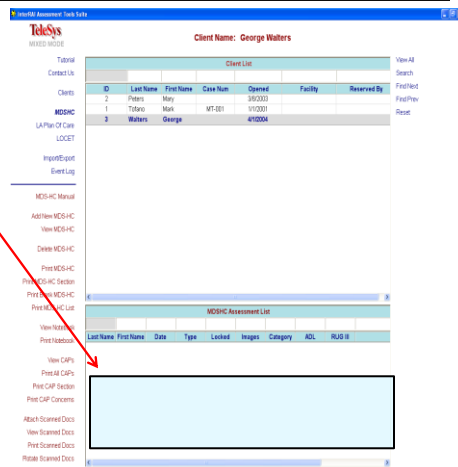 InterRAI Assessment Tools Suite
TeleSys
MIXED MODE
Client Name: George Walters
Tutorial
Contact Us
Clients
MDSHC
LA Plan Of Care
LOCET
Import/Export
Event Log
MDS-HC Manual
Add New MDS-HC
View MDS-HC
Delete MDS-HC
Print MDS-HC
Print MDS-HC Section
Print Blank MDS-HC
Print MDS-HC List
View Notebook
Print Notebook
View CAPs
Print All CAPs
Print CAP Section
Print CAP Concerns
Attach Scanned Docs
View Scanned Docs
Print Scanned Docs
Rotate Scanned Docs
Client List
ID Last Name First Name Case Num Opened Facility Reserved By
2 Peters Mary 3/8/2003
1 Tofano Mark MT-001 1/1/2001
3 Walters George 4/1/2004
MDSHC Assessment List
Last Name First Name Date Type Locked Images Category ADL RUG III
View All
Search
Find Next
Find Prev
Reset